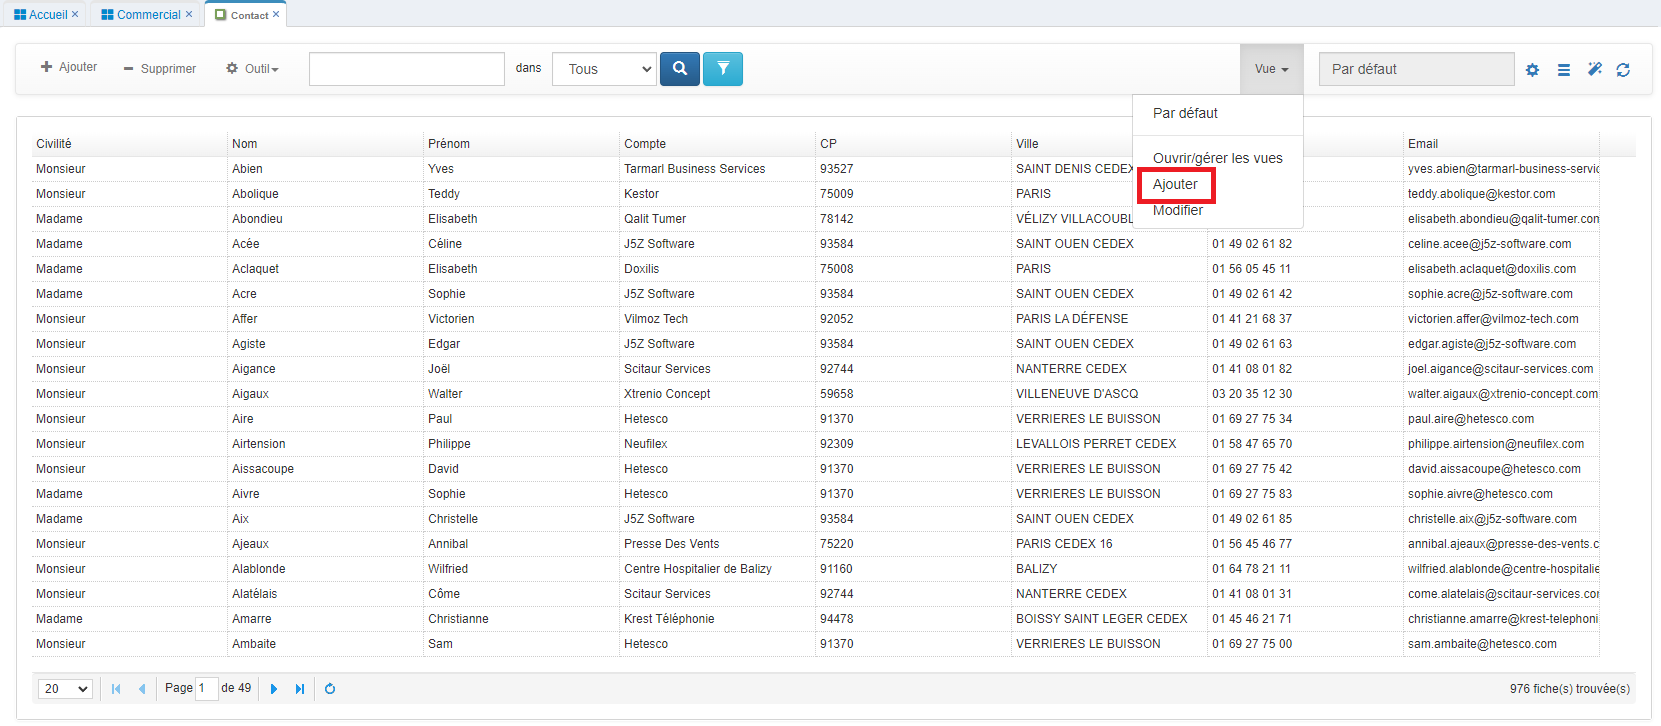 Accueil × Commercial × Contact ×
Ajouter Supprimer Outil dans Tous Vue Par défaut
Par défaut
Ouvrir/gérer les vues
Ajouter
Modifier
Civilité Nom Prénom Compte CP Ville Email
Monsieur Abien Yves Tarmarl Business Services 93527 SAINT DENIS CEDEX yves.abien@tarmarl-business-servic
Monsieur Abolique Teddy Kestor 75009 PARIS teddy.abolique@kestor.com
Madame Abondieu Elisabeth Qalit Tumer 78142 VÉLIZY VILLACOUBL elisabeth.abondieu@qalit-tumer.com
Madame Acée Céline J5Z Software 93584 SAINT OUEN CEDEX 01 49 02 61 82 celine.acee@j5z-software.com
Madame Aclaquet Elisabeth Doxilis 75008 PARIS 01 56 05 45 11 elisabeth.aclaquet@doxilis.com
Madame Acre Sophie J5Z Software 93584 SAINT OUEN CEDEX 01 49 02 61 42 sophie.acre@j5z-software.com
Monsieur Affer Victorien Vilmoz Tech 92052 PARIS LA DÉFENSE 01 41 21 68 37 victorien.affer@vilmoz-tech.com
Monsieur Agiste Edgar J5Z Software 93584 SAINT OUEN CEDEX 01 49 02 61 63 edgar.agiste@j5z-software.com
Monsieur Aigance Joël Scitaur Services 92744 NANTERRE CEDEX 01 41 08 01 82 joel.aigance@scitaur-services.com
Monsieur Aigaux Walter Xtrenio Concept 59658 VILLENEUVE D'ASCQ 03 20 35 12 30 walter.aigaux@xtrenio-concept.com
Monsieur Aire Paul Hetesco 91370 VERRIERES LE BUISSON 01 69 27 75 34 paul.aire@hetesco.com
Monsieur Airtension Philippe Neufilex 92309 LEVALLOIS PERRET CEDEX 01 58 47 65 70 philippe.airtension@neufilex.com
Monsieur Aissacoupe David Hetesco 91370 VERRIERES LE BUISSON 01 69 27 75 42 david.aissacoupe@hetesco.com
Madame Aivre Sophie Hetesco 91370 VERRIERES LE BUISSON 01 69 27 75 83 sophie.aivre@hetesco.com
Madame Aix Christelle J5Z Software 93584 SAINT OUEN CEDEX 01 49 02 61 85 christelle.aix@j5z-software.com
Monsieur Ajeaux Annibal Presse Des Vents 75220 PARIS CEDEX 16 01 56 45 46 77 annibal.ajeaux@presse-des-vents.c
Monsieur Alablonde Wilfried Centre Hospitalier de Balizy 91160 BALIZY 01 64 78 21 11 wilfried.alablonde@centre-hospitalie
Monsieur Alatélais Côme Scitaur Services 92744 NANTERRE CEDEX 01 41 08 01 31 come.alatelais@scitaur-services.cor
Madame Amarre Christianne Krest Téléphonie 94478 BOISSY SAINT LEGER CEDEX 01 45 46 21 71 christianne.amarre@krest-telephoni
Monsieur Ambaite Sam Hetesco 91370 VERRIERES LE BUISSON 01 69 27 75 00 sam.ambaite@hetesco.com
20 Page 1 de 49 976 fiche(s) trouvée(s)